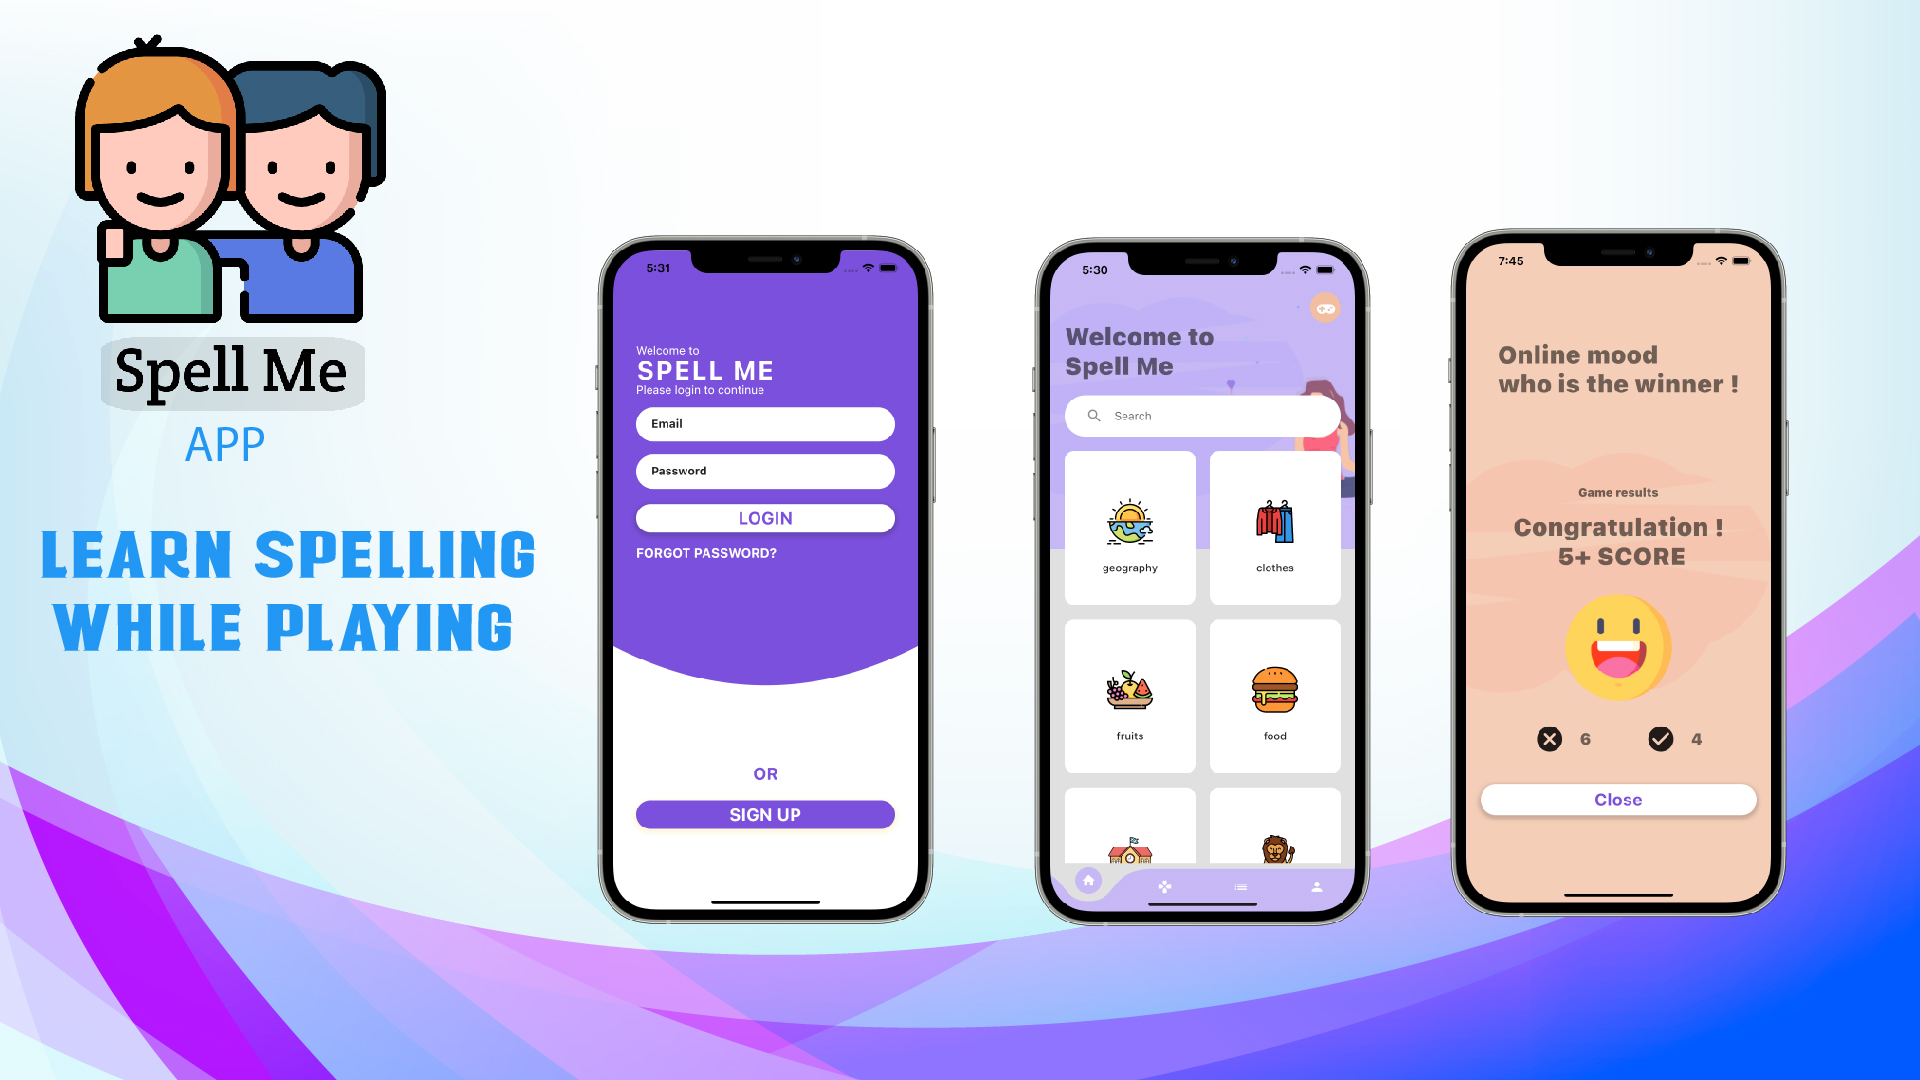 Spell Me
APP
LEARN SPELLING
WHILE PLAYING
5:31
Welcome to
SPELL ME
Please login to continue
Email
Password
LOGIN
FORGOT PASSWORD?
OR
SIGN UP
5:30
Welcome to
Spell Me
Search
geography
clothes
fruits
food
7:45
Online mood
who is the winner !
Game results
Congratulation !
5+ SCORE
6
4
Close